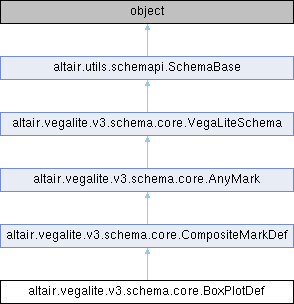 object
altair.utils.schemapi.SchemaBase
altair.vegalite.v3.schema.core.VegaLiteSchema
altair.vegalite.v3.schema.core.AnyMark
altair.vegalite.v3.schema.core.CompositeMarkDef
altair.vegalite.v3.schema.core.BoxPlotDef